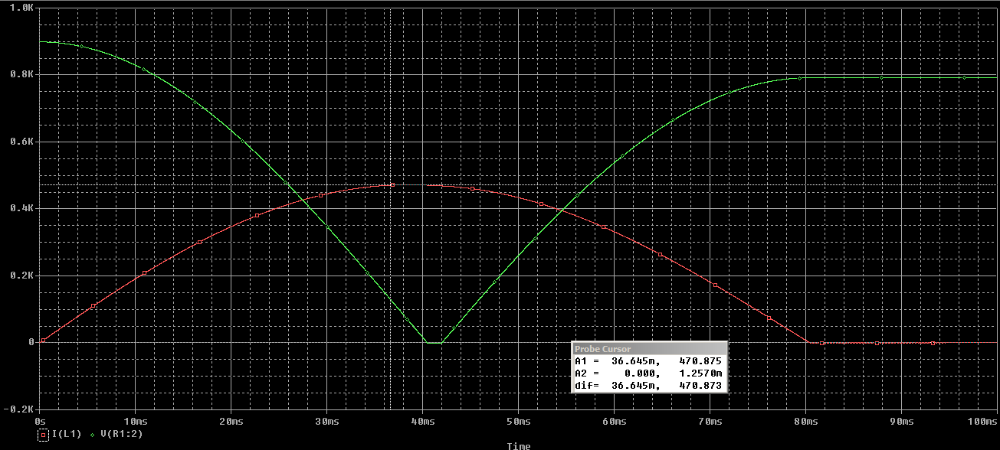 1.0K
0.8K
0.6K
0.4K
0.2K
0
-0.2K
Probe Cursor
A1 = 36.645m, 470.875
A2 = 0.000, 1.2570m
dif= 36.645m, 470.873
0s 10ms 20ms 30ms 40ms 50ms 60ms 70ms 80ms 90ms 100ms
I(L1) V(R1:2)
Time